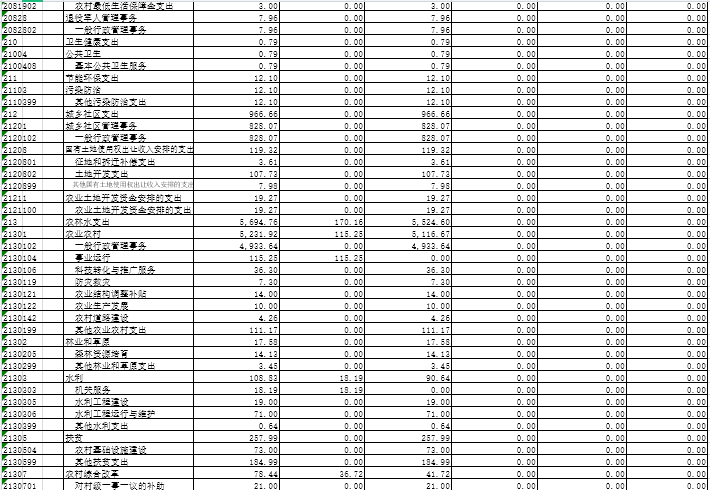 2081902 农村最低生活保障金支出 3.00 0.00 3.00 0.00 0.00 0.00
20828 退役军人管理事务 7.96 0.00 7.96 0.00 0.00 0.00
2082802 一般行政管理事务 7.96 0.00 7.96 0.00 0.00 0.00
210 卫生健康支出 0.79 0.00 0.79 0.00 0.00 0.00
21004 公共卫生 0.79 0.00 0.79 0.00 0.00 0.00
2100408 基本公共卫生服务 0.79 0.00 0.79 0.00 0.00 0.00
211 节能环保支出 12.10 0.00 12.10 0.00 0.00 0.00
21103 污染防治 12.10 0.00 12.10 0.00 0.00 0.00
2110399 其他污染防治支出 12.10 0.00 12.10 0.00 0.00 0.00
212 城乡社区支出 966.66 0.00 966.66 0.00 0.00 0.00
21201 城乡社区管理事务 828.07 0.00 828.07 0.00 0.00 0.00
2120102 一般行政管理事务 828.07 0.00 828.07 0.00 0.00 0.00
21208 国有土地使用权出让收入安排的支出 119.32 0.00 119.32 0.00 0.00 0.00
2120801 征地和拆迁补偿支出 3.61 0.00 3.61 0.00 0.00 0.00
2120802 土地开发支出 107.73 0.00 107.73 0.00 0.00 0.00
2120899 其他国有土地使用权出让收入安排的支出 7.98 0.00 7.98 0.00 0.00 0.00
21211 农业土地开发资金安排的支出 19.27 0.00 19.27 0.00 0.00 0.00
2121100 农业土地开发资金安排的支出 19.27 0.00 19.27 0.00 0.00 0.00
213 农林水支出 5,694.76 170.16 5,524.60 0.00 0.00 0.00
21301 农业农村 5,231.92 115.25 5,116.67 0.00 0.00 0.00
2130102 一般行政管理事务 4,933.64 0.00 4,933.64 0.00 0.00 0.00
2130104 事业运行 115.25 115.25 0.00 0.00 0.00 0.00
2130106 科技转化与推广服务 36.30 0.00 36.30 0.00 0.00 0.00
2130119 防灾救灾 7.30 0.00 7.30 0.00 0.00 0.00
2130121 农业结构调整补贴 14.00 0.00 14.00 0.00 0.00 0.00
2130122 农业生产发展 10.00 0.00 10.00 0.00 0.00 0.00
2130142 农村道路建设 4.26 0.00 4.26 0.00 0.00 0.00
2130199 其他农业农村支出 111.17 0.00 111.17 0.00 0.00 0.00
21302 林业和草原 17.58 0.00 17.58 0.00 0.00 0.00
2130205 森林资源培育 14.13 0.00 14.13 0.00 0.00 0.00
2130299 其他林业和草原支出 3.45 0.00 3.45 0.00 0.00 0.00
21303 水利 108.83 18.19 90.64 0.00 0.00 0.00
2130303 机关服务 18.19 18.19 0.00 0.00 0.00 0.00
2130305 水利工程建设 19.00 0.00 19.00 0.00 0.00 0.00
2130306 水利工程运行与维护 71.00 0.00 71.00 0.00 0.00 0.00
2130399 其他水利支出 0.64 0.00 0.64 0.00 0.00 0.00
21305 扶贫 257.99 0.00 257.99 0.00 0.00 0.00
2130504 农村基础设施建设 73.00 0.00 73.00 0.00 0.00 0.00
2130599 其他扶贫支出 184.99 0.00 184.99 0.00 0.00 0.00
21307 农村综合改革 78.44 36.72 41.72 0.00 0.00 0.00
2130701 对村级一事一议的补助 21.00 0.00 21.00 0.00 0.00 0.00